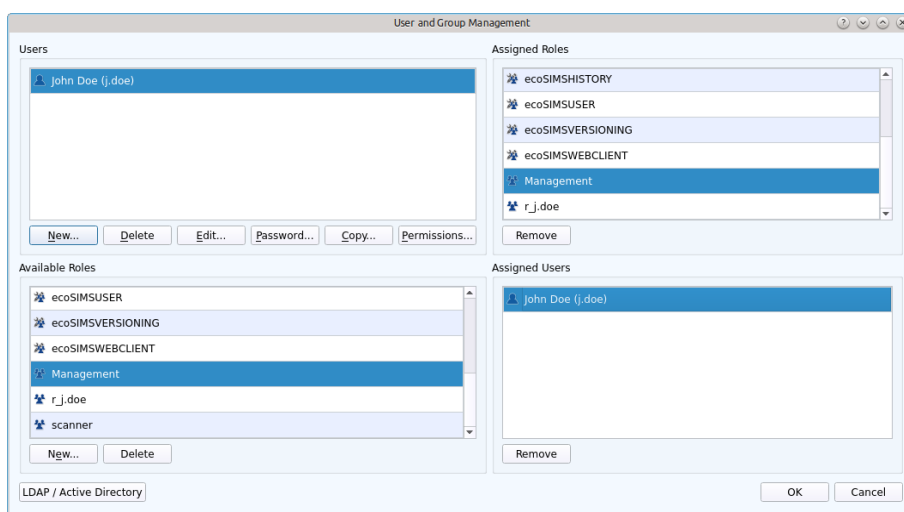 User and Group Management
Users
John Doe (j.doe)
New... Delete Edit... Password... Copy... Permissions...
Assigned Roles
ecoSIMSHISTORY
ecoSIMSUSER
ecoSIMSVERSIONING
ecoSIMSWEBCLIENT
Management
r_j.doe
Remove
Available Roles
ecoSIMSUSER
ecoSIMSVERSIONING
ecoSIMSWEBCLIENT
Management
r_j.doe
scanner
New... Delete
Assigned Users
John Doe (j.doe)
Remove
LDAP / Active Directory
OK Cancel